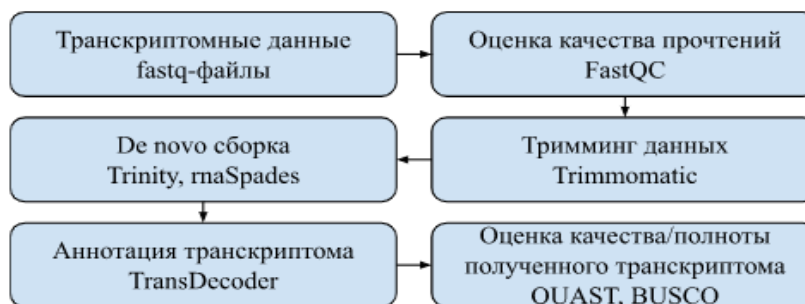 Транскриптомные данные
fastq-файлы
Оценка качества прочтений
FastQC
Тримминг данных
Trimmomatic
De novo сборка
Trinity, rnaSpades
Аннотация транскриптома
TransDecoder
Оценка качества/полноты
полученного транскриптома
QUAST, BUSCO